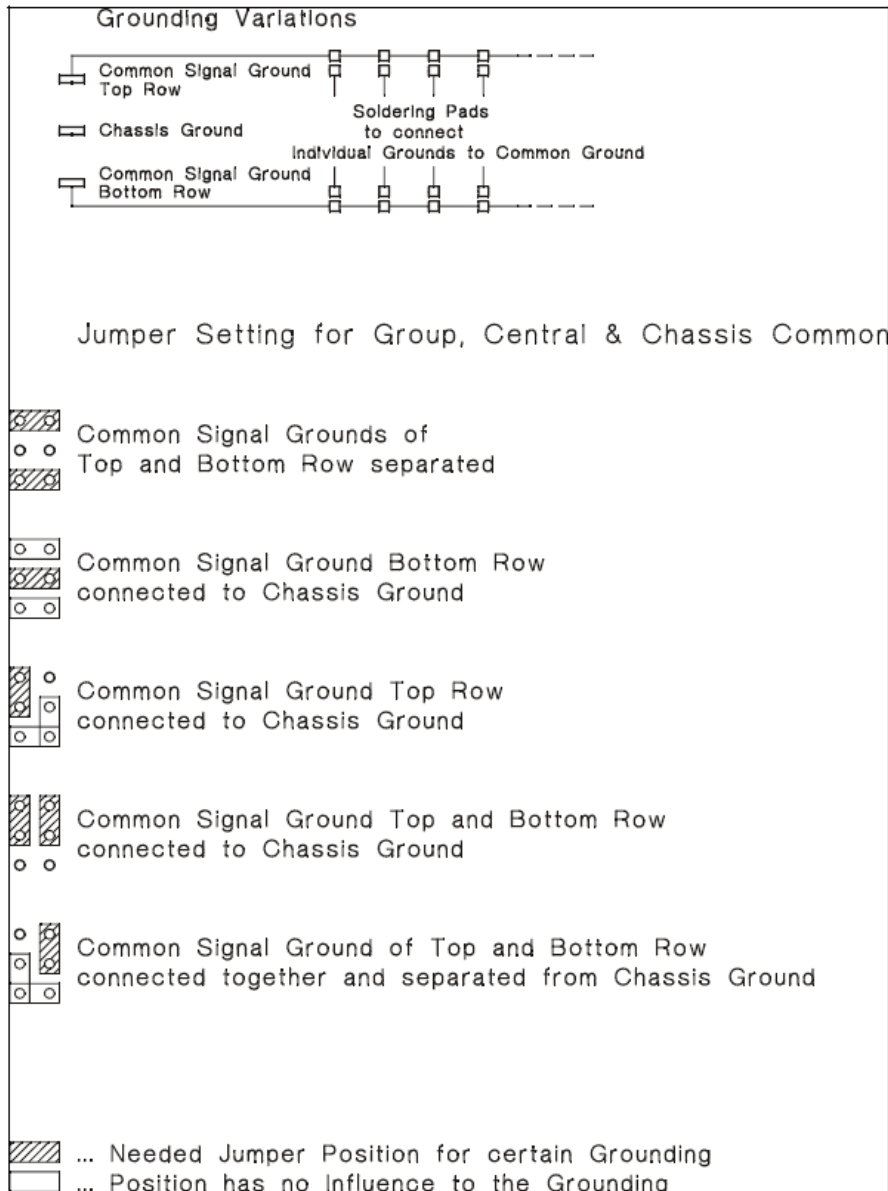 Grounding Variations
Common Signal Ground
Top Row
Soldering Pads
to connect
Individual Grounds to Common Ground
Chassis Ground
Common Signal Ground
Bottom Row
Jumper Setting for Group, Central & Chassis Common
Common Signal Grounds of
Top and Bottom Row separated
Common Signal Ground Bottom Row
connected to Chassis Ground
Common Signal Ground Top Row
connected to Chassis Ground
Common Signal Ground Top and Bottom Row
connected to Chassis Ground
Common Signal Ground of Top and Bottom Row
connected together and separated from Chassis Ground
... Needed Jumper Position for certain Grounding
... Position has no Influence to the Grounding